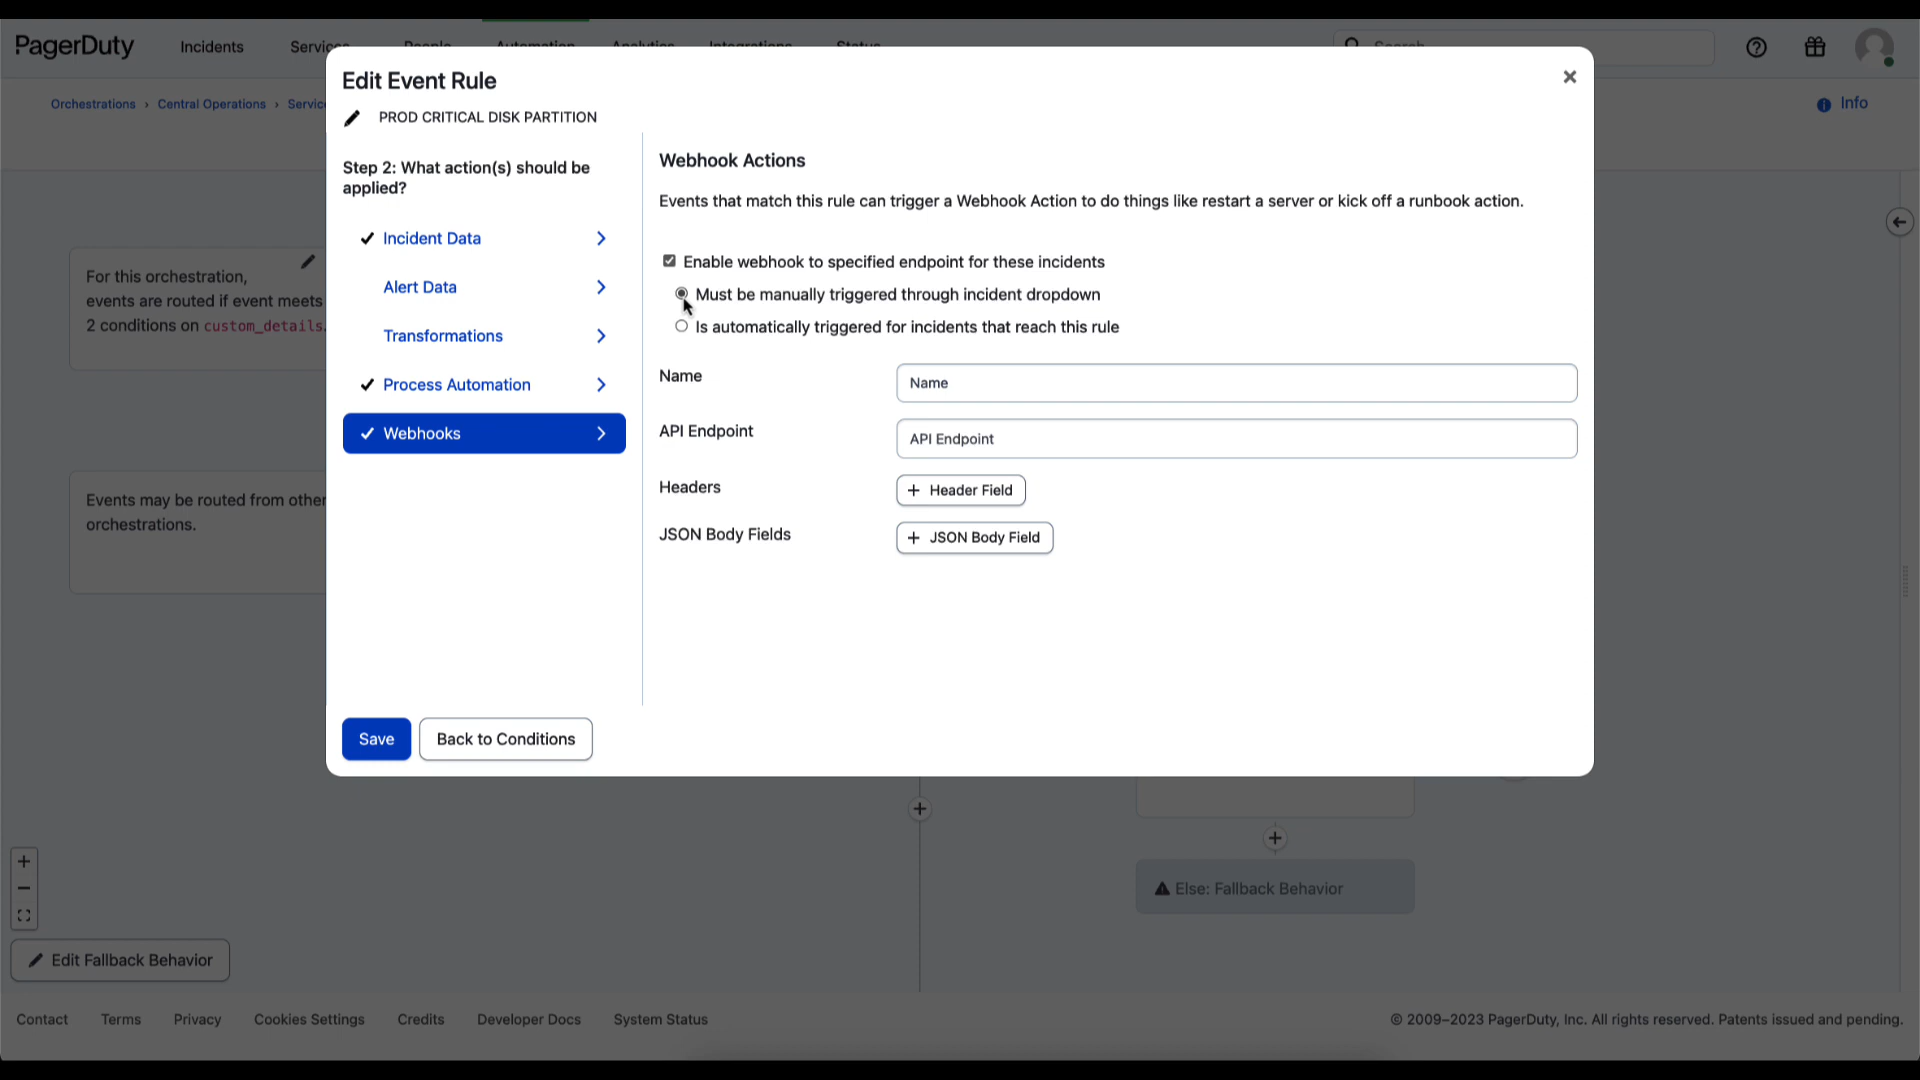 PagerDuty
Incidents
Services
People
Automation
Analytics
Integrations
Status
Search
Orchestrations › Central Operations ›
Info
Edit Event Rule
PROD CRITICAL DISK PARTITION
Step 2: What action(s) should be
applied?
Incident Data
Alert Data
Transformations
Process Automation
Webhooks
Webhook Actions
Events that match this rule can trigger a Webhook Action to do things like restart a server or kick off a runbook action.
Enable webhook to specified endpoint for these incidents
Must be manually triggered through incident dropdown
Is automatically triggered for incidents that reach this rule
Name
Name
API Endpoint
API Endpoint
Headers
+ Header Field
JSON Body Fields
+ JSON Body Field
Save
Back to Conditions
For this orchestration,
events are routed if event meets
2 conditions on custom_details.
Events may be routed from other
orchestrations.
Else: Fallback Behavior
Edit Fallback Behavior
Contact
Terms
Privacy
Cookies Settings
Credits
Developer Docs
System Status
© 2009–2023 PagerDuty, Inc. All rights reserved. Patents issued and pending.